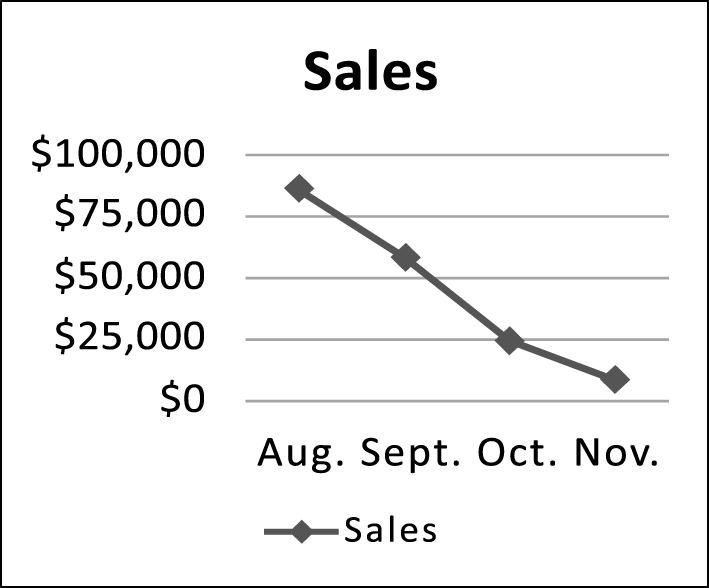 Sales
$100,000
$75,000
$50,000
$25,000
$0
Aug. Sept. Oct. Nov.
Sales